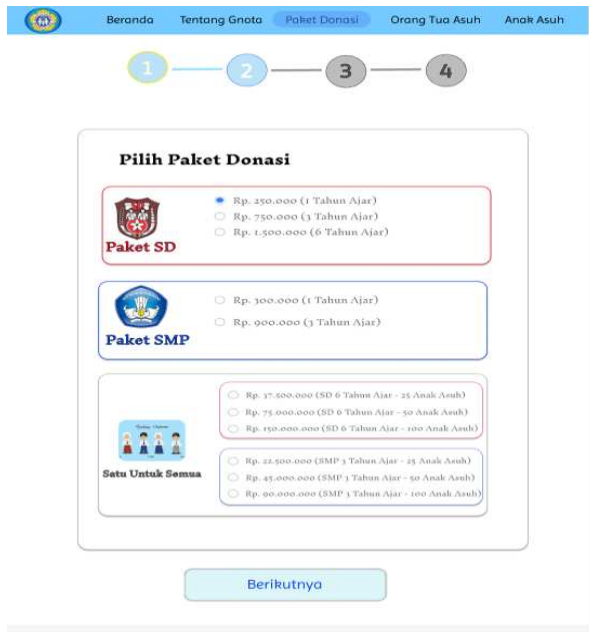 Beranda Tentang Gnota Paket Donasi Orang Tua Asuh Anak Asuh
1 2 3 4
Pilih Paket Donasi
Rp. 250.000 (1 Tahun Ajar)
Rp. 750.000 (3 Tahun Ajar)
Rp. 1.500.000 (6 Tahun Ajar)
Paket SD
Rp. 300.000 (1 Tahun Ajar)
Rp. 900.000 (3 Tahun Ajar)
Paket SMP
Rp. 37.500.000 (SD 6 Tahun Ajar - 25 Anak Asuh)
Rp. 75.000.000 (SD 6 Tahun Ajar - 50 Anak Asuh)
Rp. 150.000.000 (SD 6 Tahun Ajar - 100 Anak Asuh)
Satu Untuk Semua
Rp. 22.500.000 (SMP 3 Tahun Ajar - 25 Anak Asuh)
Rp. 45.000.000 (SMP 3 Tahun Ajar - 50 Anak Asuh)
Rp. 90.000.000 (SMP 3 Tahun Ajar - 100 Anak Asuh)
Berikutnya